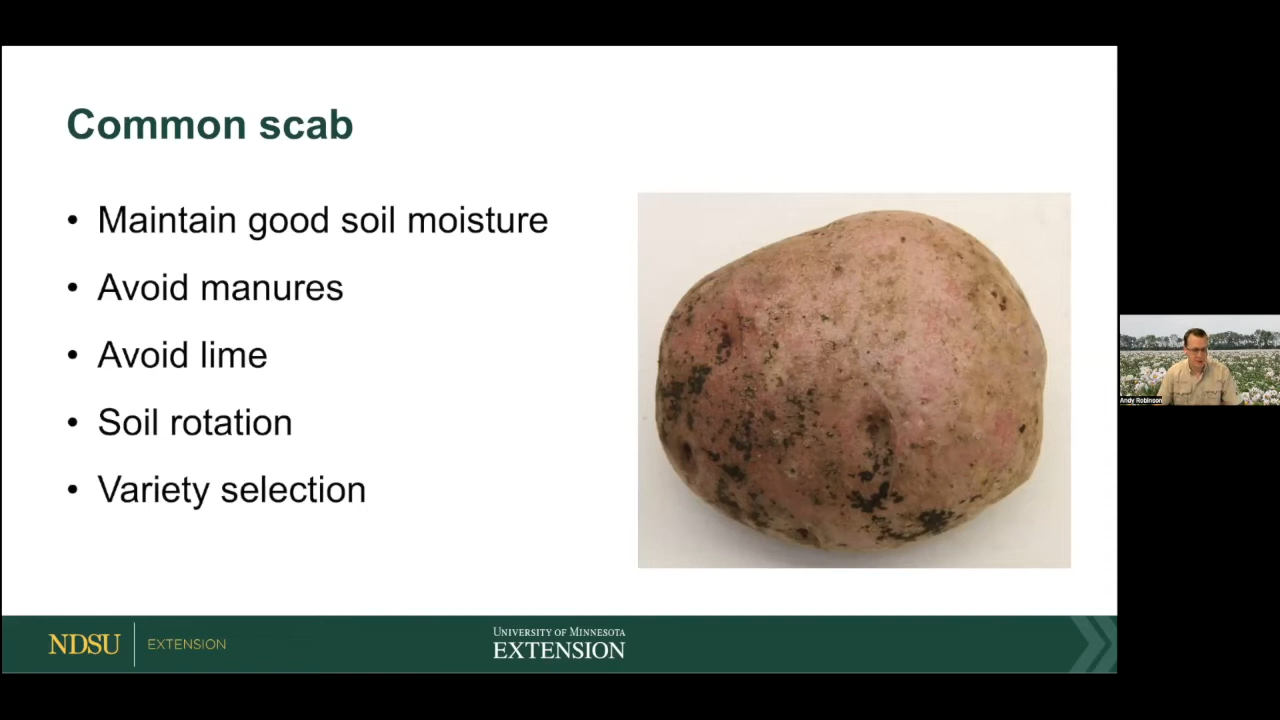 Common scab
• Maintain good soil moisture
• Avoid manures
• Avoid lime
• Soil rotation
• Variety selection
NDSU EXTENSION
UNIVERSITY OF MINNESOTA
EXTENSION
Andy Robinson